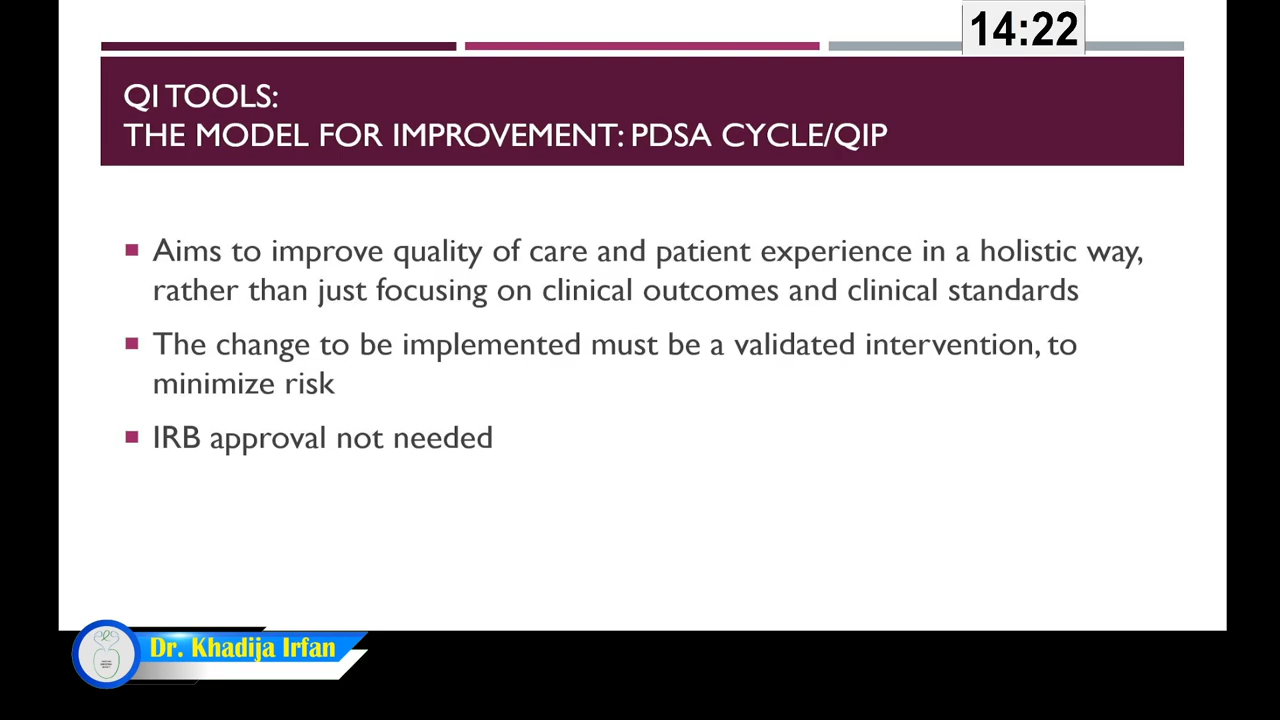 14:22
QI TOOLS:
THE MODEL FOR IMPROVEMENT: PDSA CYCLE/QIP
Aims to improve quality of care and patient experience in a holistic way,
rather than just focusing on clinical outcomes and clinical standards
The change to be implemented must be a validated intervention, to
minimize risk
IRB approval not needed
Dr. Khadija Irfan